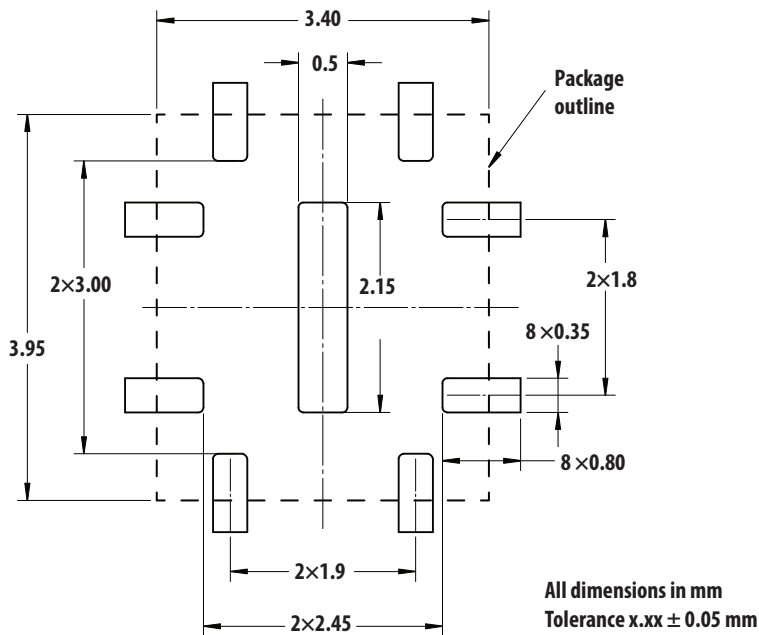 3.40
0.5
Package
outline
2×3.00
2.15
2×1.8
3.95
8 ×0.35
8 ×0.80
2×1.9
2×2.45
All dimensions in mm
Tolerance x.xx ± 0.05 mm